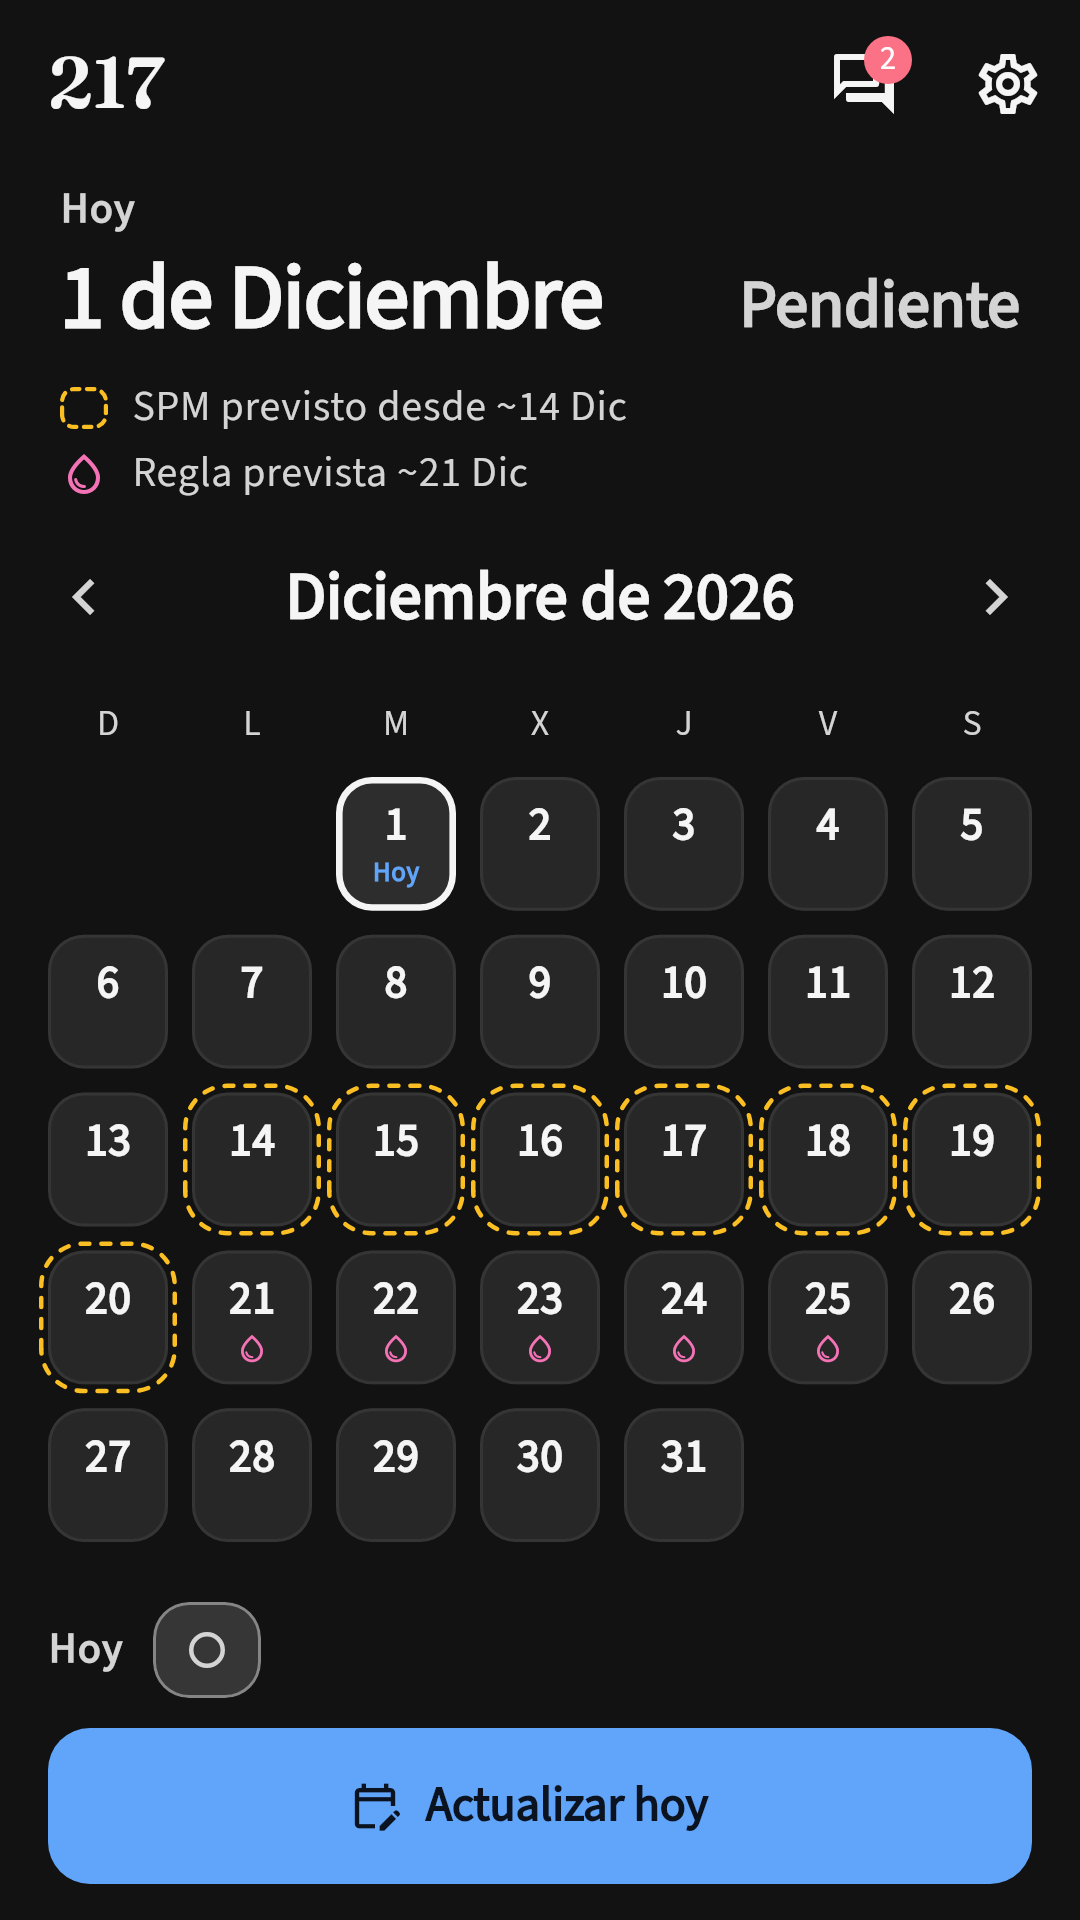 217
2
Hoy
1 de Diciembre
Pendiente
SPM previsto desde ~14 Dic
Regla prevista ~21 Dic
Diciembre de 2026
D L M X J V S
1 2 3 4 5
Hoy
6 7 8 9 10 11 12
13 14 15 16 17 18 19
20 21 22 23 24 25 26
27 28 29 30 31
Hoy
Actualizar hoy